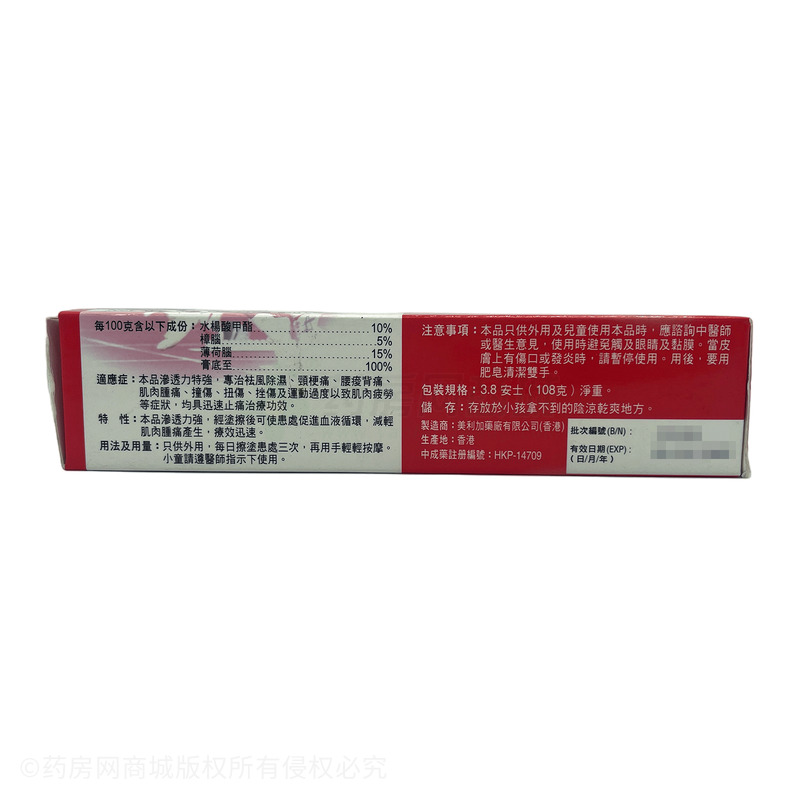 每100克含以下成份：水楊酸甲酯 10%
樟腦 5%
薄荷腦 15%
膏底至 100%
適應症：本品滲透力特強，專治袪風除濕、頸梗痛、腰痠背痛、
肌肉腫痛、撞傷、扭傷、挫傷及運動過度以致肌肉疲勞
等症狀，均具迅速止痛治療功效。
特 性：本品滲透力強，經塗擦後可使患處促進血液循環，減輕
肌肉腫痛產生，療效迅速。
用法及用量：只供外用，每日擦塗患處三次，再用手輕輕按摩。
小童請遵醫師指示下使用。
注意事項：本品只供外用及兒童使用本品時，應諮詢中醫師
或醫生意見，使用時避免觸及眼睛及黏膜。當皮
膚上有傷口或發炎時，請暫停使用。用後，要用
肥皂清潔雙手。
包裝規格：3.8 安士（108克）淨重。
儲 存：存放於小孩拿不到的陰涼乾爽地方。
製造商：美利加藥廠有限公司(香港)
生產地：香港
中成藥註册編號：HKP-14709
批次編號 (B/N)：
有效日期 (EXP)：
（日/月/年）
©药房网商城版权所有侵权必究